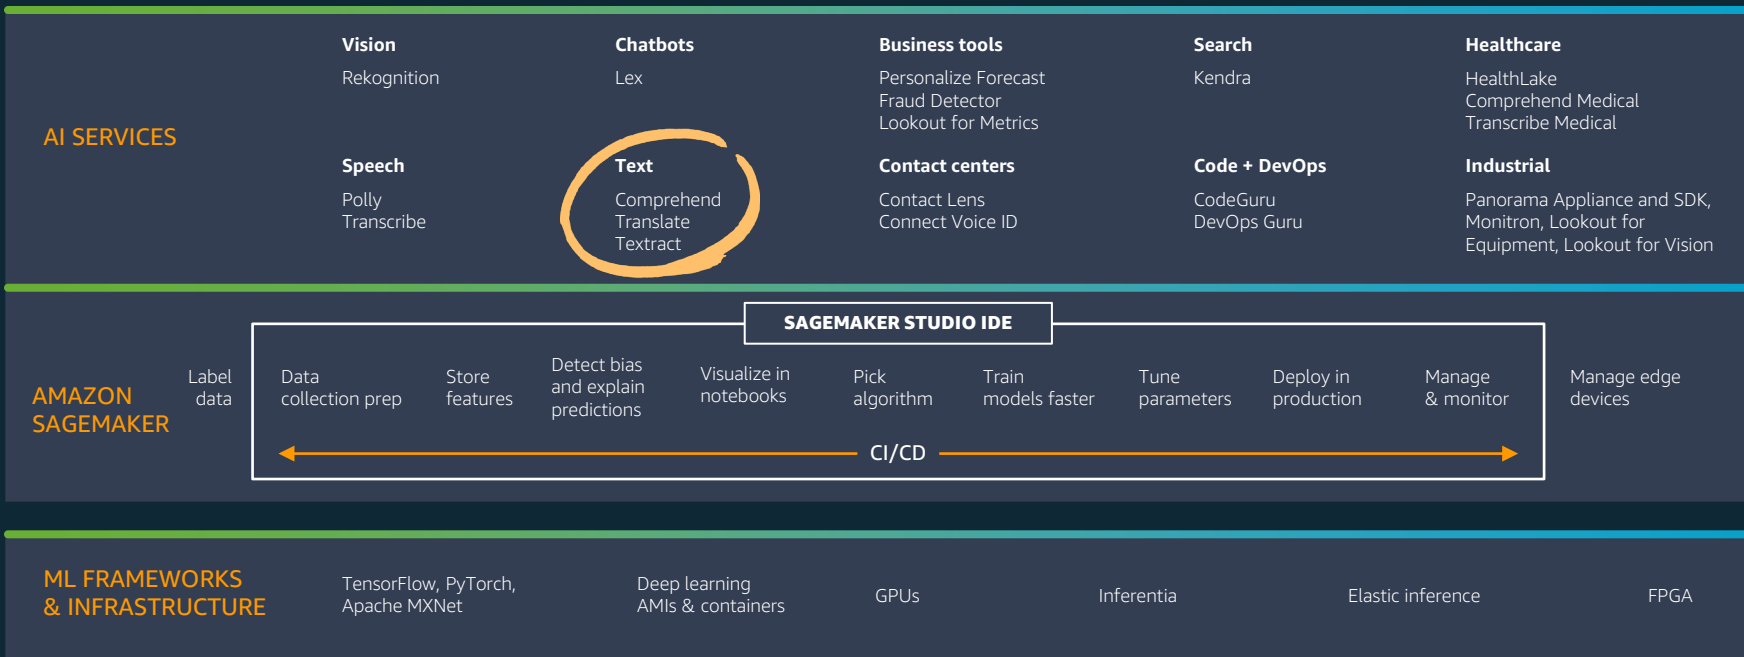 AI SERVICES
Vision
Rekognition
Chatbots
Lex
Business tools
Personalize Forecast
Fraud Detector
Lookout for Metrics
Search
Kendra
Healthcare
HealthLake
Comprehend Medical
Transcribe Medical
Speech
Polly
Transcribe
Text
Comprehend
Translate
Textract
Contact centers
Contact Lens
Connect Voice ID
Code + DevOps
CodeGuru
DevOps Guru
Industrial
Panorama Appliance and SDK,
Monitron, Lookout for
Equipment, Lookout for Vision
AMAZON
SAGEMAKER
SAGEMAKER STUDIO IDE
Label
data
Data
collection prep
Store
features
Detect bias
and explain
predictions
Visualize in
notebooks
Pick
algorithm
Train
models faster
Tune
parameters
Deploy in
production
Manage
& monitor
Manage edge
devices
CI/CD
ML FRAMEWORKS
& INFRASTRUCTURE
TensorFlow, PyTorch,
Apache MXNet
Deep learning
AMIs & containers
GPUs
Inferentia
Elastic inference
FPGA